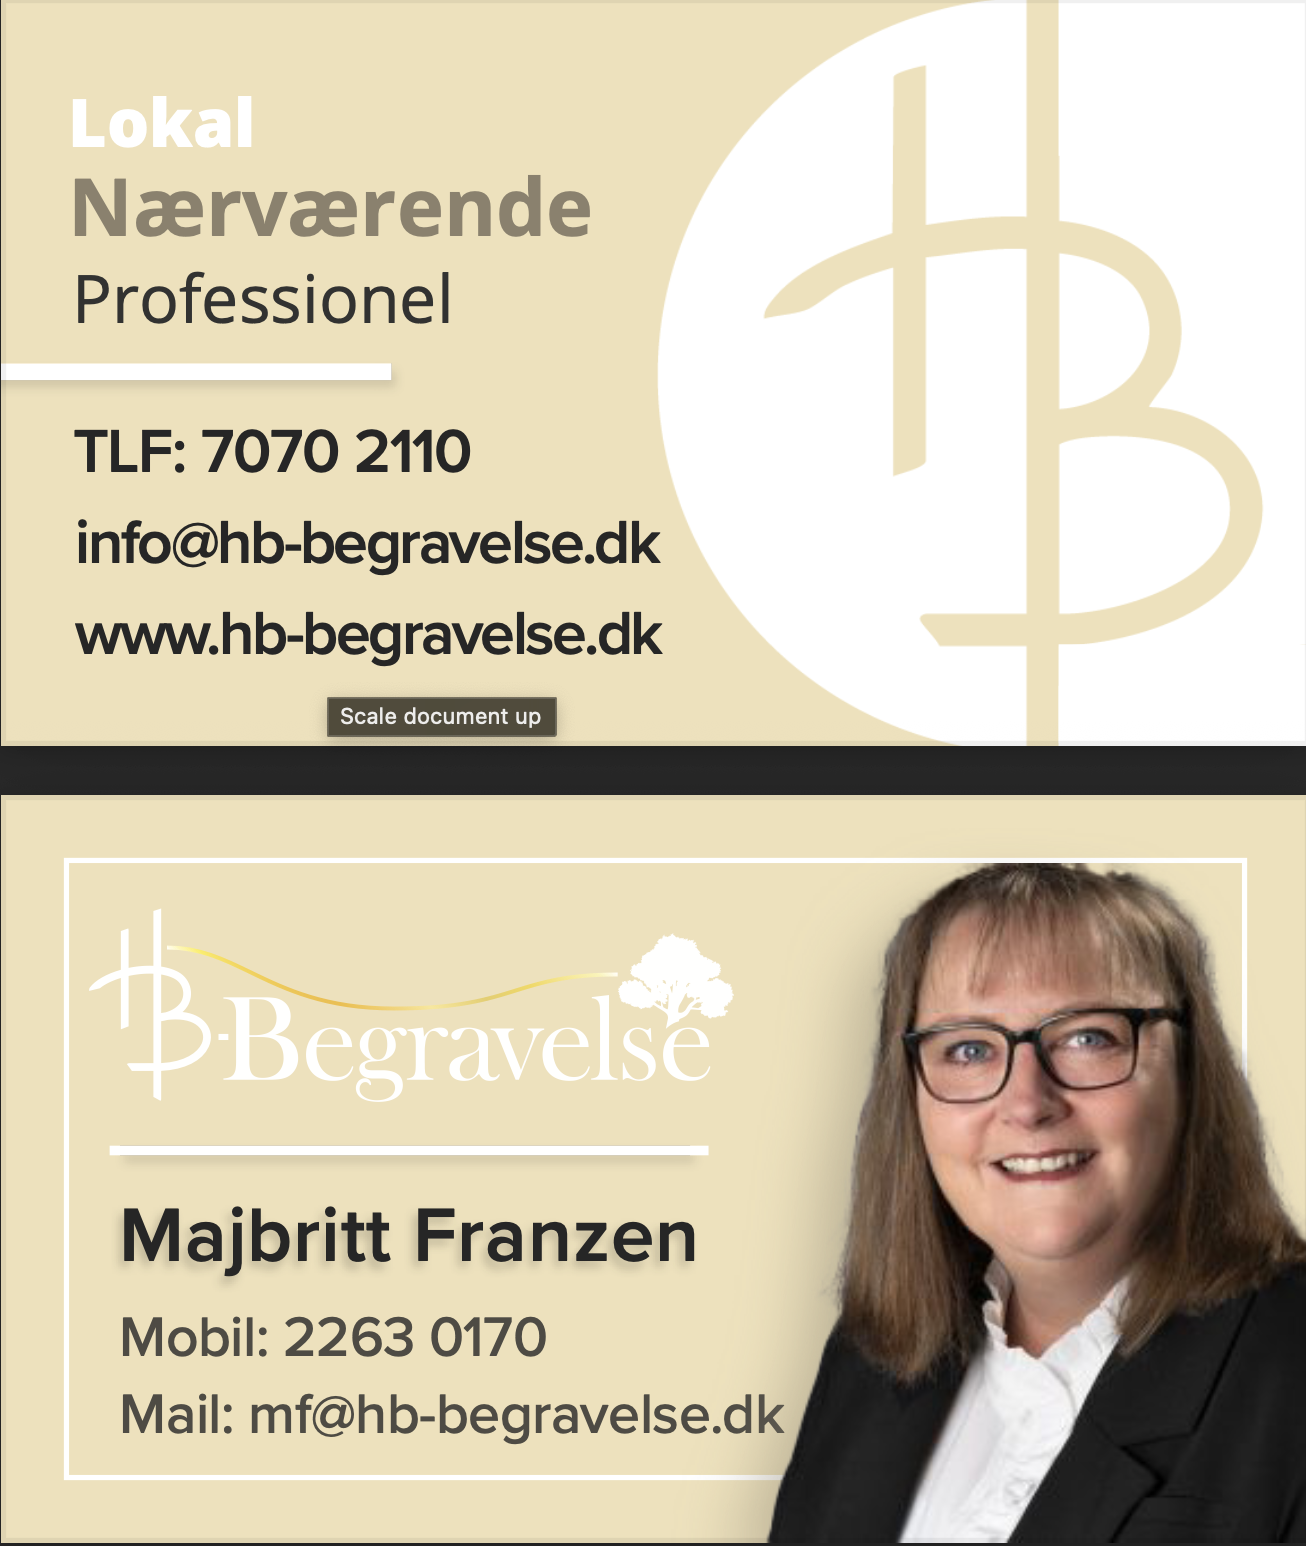 Lokal
Nærværende
Professionel
TLF: 7070 2110
info@hb-begravelse.dk
www.hb-begravelse.dk
Scale document up
HB
HB-Begravelse
Majbritt Franzen
Mobil: 2263 0170
Mail: mf@hb-begravelse.dk